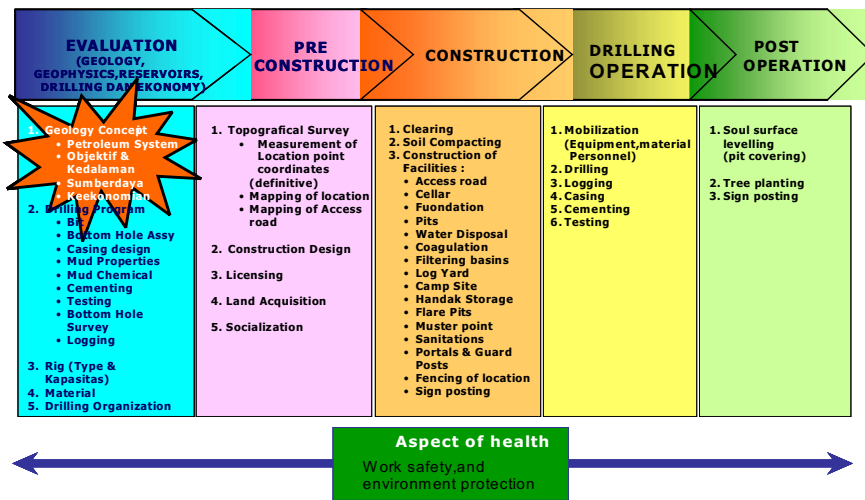 EVALUATION
(GEOLOGY,
GEOPHYSICS,RESERVOIRS,
DRILLING DAN EKONOMY)
PRE
CONSTRUCTION
CONSTRUCTION
DRILLING
OPERATION
POST
OPERATION
1. Geology Concept
• Petroleum System
• Objektif &
Kedalaman
• Sumberdaya
• Keekonomian
2. Drilling Program
• Bit
• Bottom Hole Assy
• Casing design
• Mud Properties
• Mud Chemical
• Cementing
• Testing
• Bottom Hole
Survey
• Logging
3. Rig (Type &
Kapasitas)
4. Material
5. Drilling Organization
1. Topografical Survey
• Measurement of
Location point
coordinates
(definitive)
• Mapping of location
• Mapping of Access
road
2. Construction Design
3. Licensing
4. Land Acquisition
5. Socialization
1. Clearing
2. Soil Compacting
3. Construction of
Facilities :
• Access road
• Cellar
• Fuondation
• Pits
• Water Disposal
• Coagulation
• Filtering basins
• Log Yard
• Camp Site
• Handak Storage
• Flare Pits
• Muster point
• Sanitations
• Portals & Guard
Posts
• Fencing of location
• Sign posting
1. Mobilization
(Equipment,material
Personnel)
2. Drilling
3. Logging
4. Casing
5. Cementing
6. Testing
1. Soul surface
levelling
(pit covering)
2. Tree planting
3. Sign posting
Aspect of health
Work safety,and
environment protection